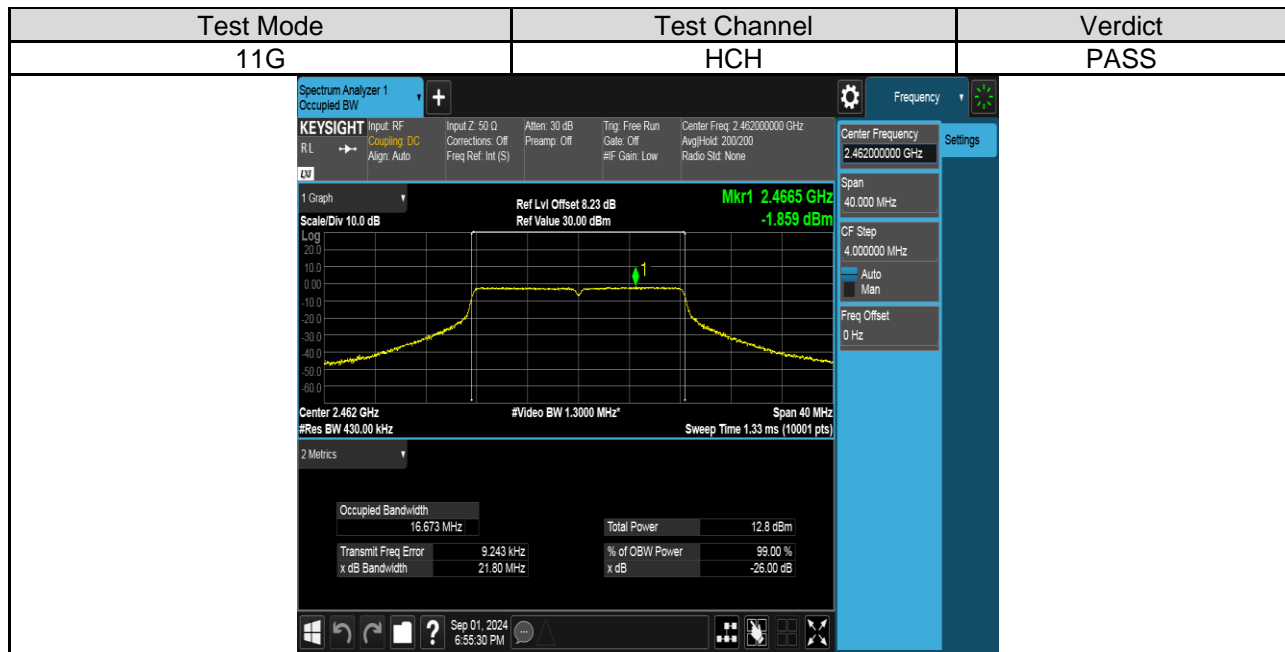 Test Mode Test Channel Verdict
11G HCH PASS
Spectrum Analyzer 1
Occupied BW
+
Frequency
KEYSIGHT Input: RF Input Z: 50 Ω Atten: 30 dB Trig: Free Run Center Freq: 2.462000000 GHz
RL Coupling: DC Corrections: Off Preamp: Off Gate: Off Avg|Hold: 200/200
Align: Auto Freq Ref: Int (S) #IF Gain: Low Radio Std: None
LXI
Center Frequency
2.462000000 GHz
Settings
Span
40.000 MHz
CF Step
4.000000 MHz
Auto
Man
Freq Offset
0 Hz
1 Graph Ref Lvl Offset 8.23 dB Mkr1 2.4665 GHz
Scale/Div 10.0 dB Ref Value 30.00 dBm -1.859 dBm
Log
20.0
10.0
0.00
-10.0
-20.0
-30.0
-40.0
-50.0
-60.0
1
Center 2.462 GHz #Video BW 1.3000 MHz* Span 40 MHz
#Res BW 430.00 kHz Sweep Time 1.33 ms (10001 pts)
2 Metrics
Occupied Bandwidth
16.673 MHz Total Power 12.8 dBm
Transmit Freq Error 9.243 kHz % of OBW Power 99.00 %
x dB Bandwidth 21.80 MHz x dB -26.00 dB
? Sep 01, 2024
6:55:30 PM